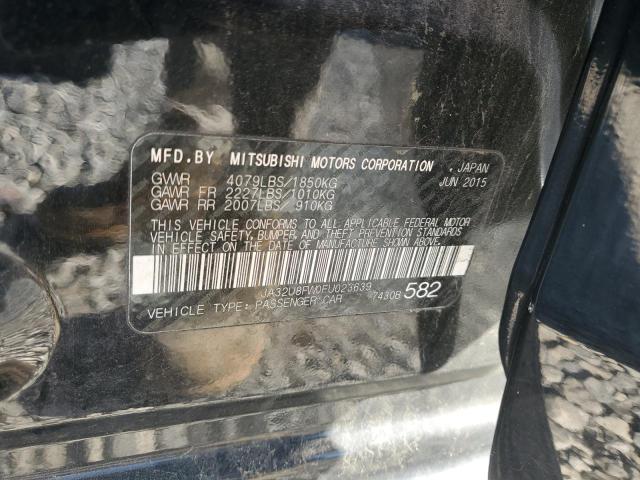 MFD.BY MITSUBISHI MOTORS CORPORATION , JAPAN
GVWR 4079LBS/1850KG JUN 2015
GAWR FR 2227LBS/1010KG
GAWR RR 2007LBS/ 910KG
THIS VEHICLE CONFORMS TO ALL APPLICABLE FEDERAL MOTOR
VEHICLE SAFETY, BUMPER, AND THEFT PREVENTION STANDARDS
IN EFFECT ON THE DATE OF MANUFACTURE SHOWN ABOVE.
JA32U8FW0FU023639
VEHICLE TYPE: PASSENGER CAR 7430B 582